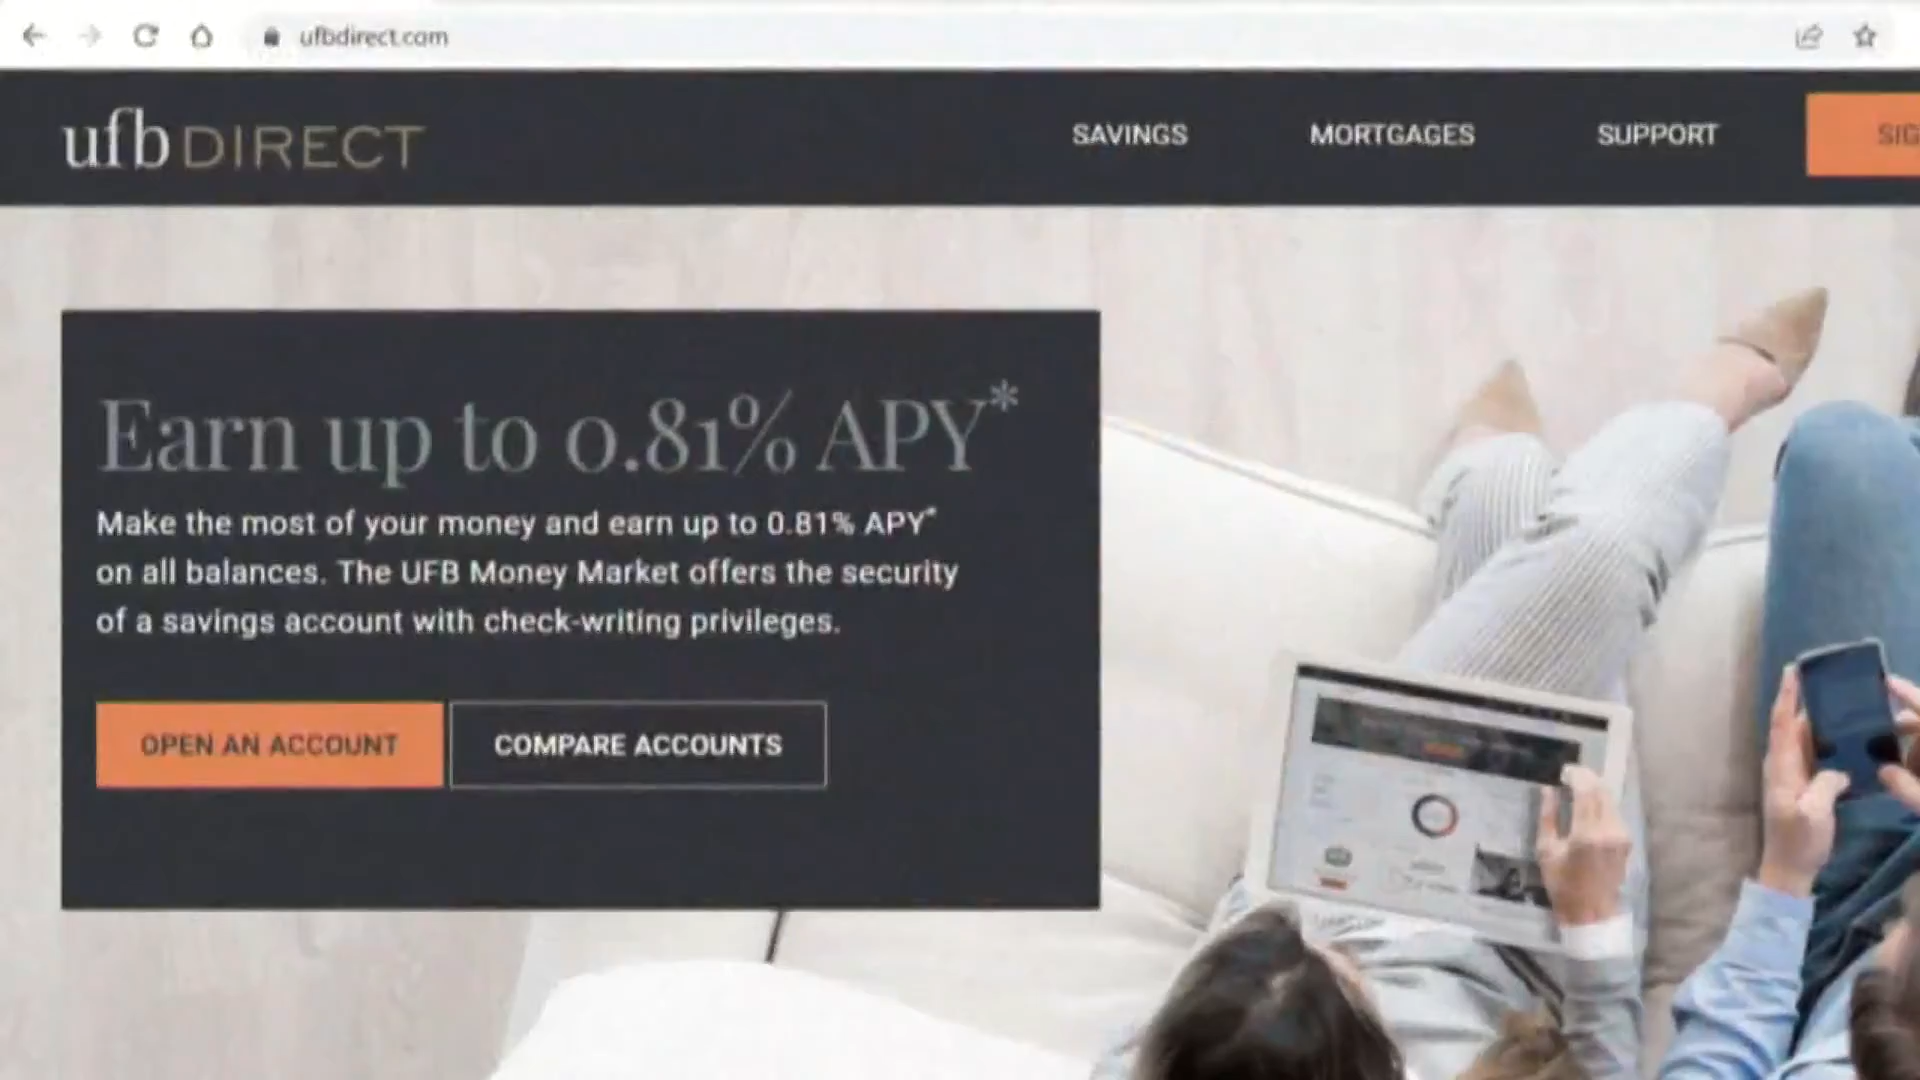 ufbdirect.com
ufb DIRECT
SAVINGS
MORTGAGES
SUPPORT
Earn up to 0.81% APY*
Make the most of your money and earn up to 0.81% APY*
on all balances. The UFB Money Market offers the security
of a savings account with check-writing privileges.
OPEN AN ACCOUNT
COMPARE ACCOUNTS